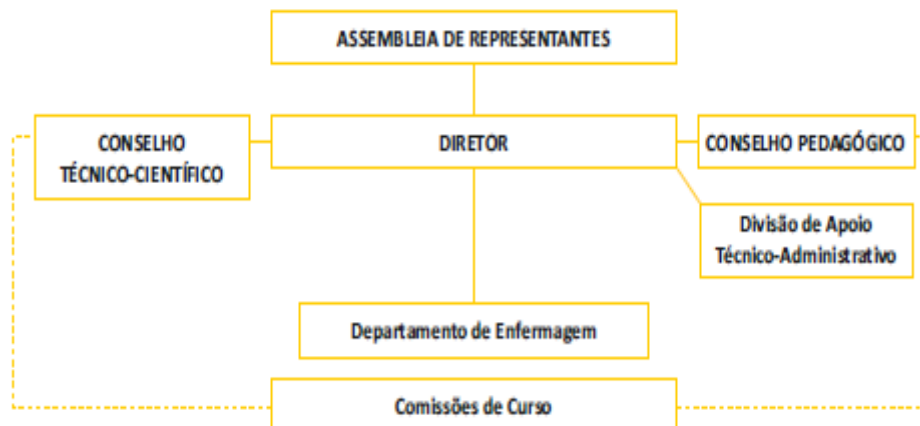 ASSEMBLEIA DE REPRESENTANTES
CONSELHO
TÉCNICO-CIENTÍFICO
DIRETOR
CONSELHO PEDAGÓGICO
Divisão de Apoio
Técnico-Administrativo
Departamento de Enfermagem
Comissões de Curso